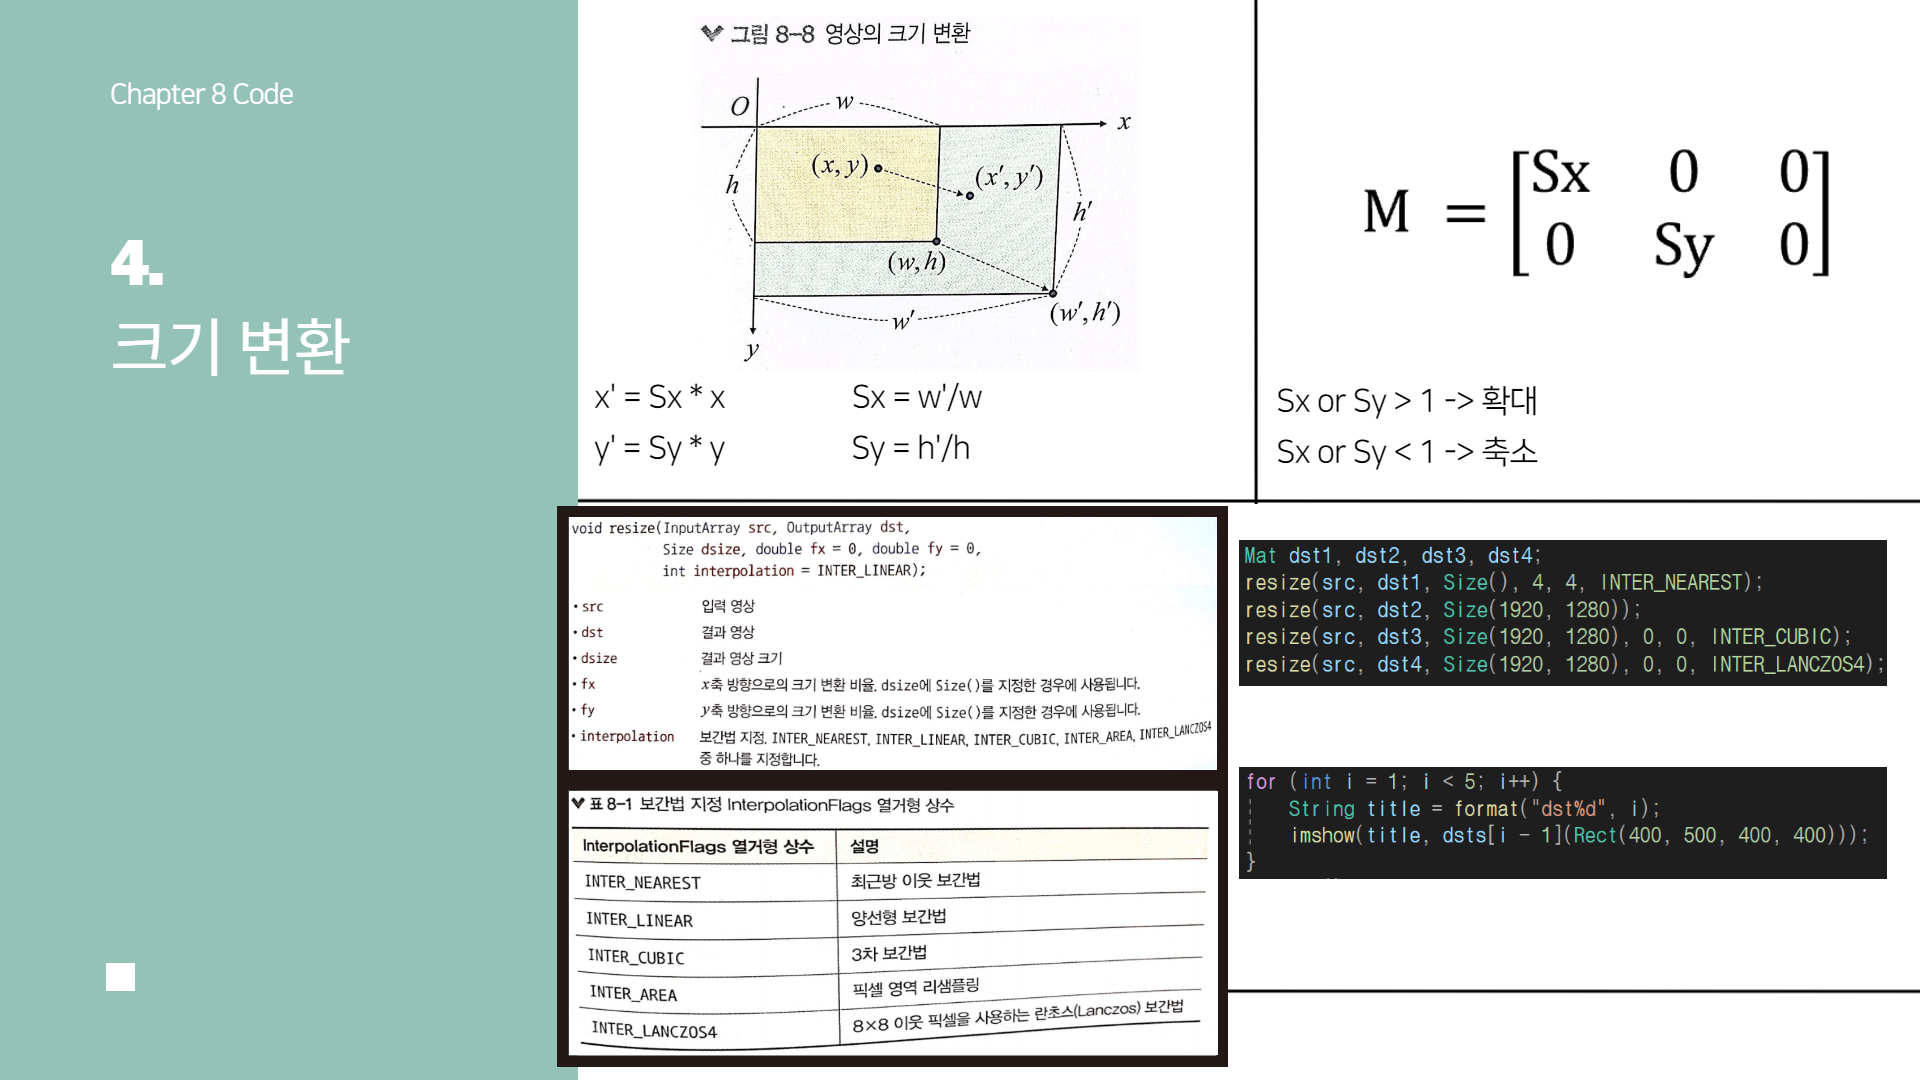 Chapter 8 Code
4.
크기 변환
그림 8-8 영상의 크기 변환
O
w
x
(x, y)
(x', y')
h
h'
(w, h)
(w', h')
w'
y
x' = Sx * x
Sx = w'/w
y' = Sy * y
Sy = h'/h
M = [Sx 0 0]
[0 Sy 0]
Sx or Sy > 1 -> 확대
Sx or Sy < 1 -> 축소
void resize(InputArray src, OutputArray dst,
Size dsize, double fx = 0, double fy = 0,
int interpolation = INTER_LINEAR);
• src 입력 영상
• dst 결과 영상
• dsize 결과 영상 크기
• fx x축 방향으로의 크기 변환 비율. dsize에 Size()를 지정한 경우에 사용됩니다.
• fy y축 방향으로의 크기 변환 비율. dsize에 Size()를 지정한 경우에 사용됩니다.
• interpolation 보간법 지정. INTER_NEAREST, INTER_LINEAR, INTER_CUBIC, INTER_AREA, INTER_LANCZOS4
중 하나를 지정합니다.
표 8-1 보간법 지정 InterpolationFlags 열거형 상수
InterpolationFlags 열거형 상수 설명
INTER_NEAREST 최근방 이웃 보간법
INTER_LINEAR 양선형 보간법
INTER_CUBIC 3차 보간법
INTER_AREA 픽셀 영역 리샘플링
INTER_LANCZOS4 8×8 이웃 픽셀을 사용하는 란초스(Lanczos) 보간법
Mat dst1, dst2, dst3, dst4;
resize(src, dst1, Size(), 4, 4, INTER_NEAREST);
resize(src, dst2, Size(1920, 1280));
resize(src, dst3, Size(1920, 1280), 0, 0, INTER_CUBIC);
resize(src, dst4, Size(1920, 1280), 0, 0, INTER_LANCZOS4);
for (int i = 1; i < 5; i++) {
String title = format("dst%d", i);
imshow(title, dsts[i - 1](Rect(400, 500, 400, 400)));
}